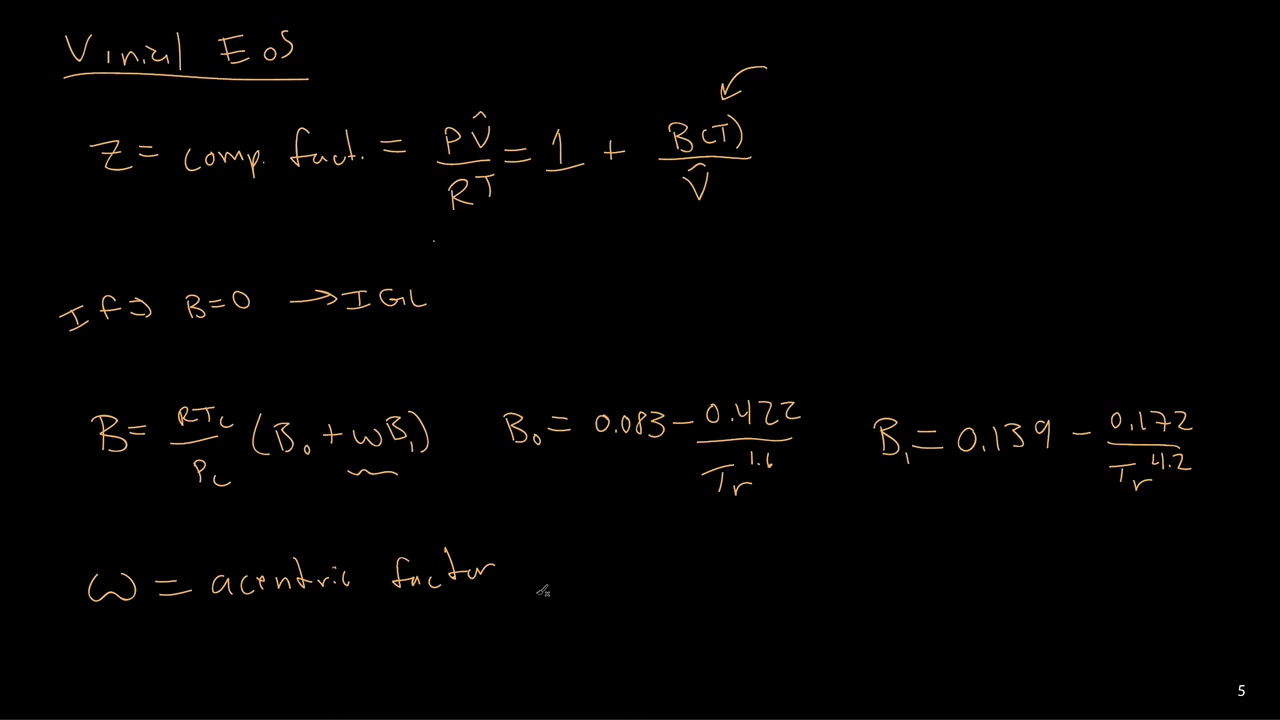 Virial EoS
Z = comp. fact. = PV̂/RT = 1 + B(T)/V̂
If ⇒ B=0 → IGL
B = RTc/Pc (B₀ + ωB₁) B₀ = 0.083 - 0.422/Tr^1.6 B₁ = 0.139 - 0.172/Tr^4.2
ω = acentric factor
5